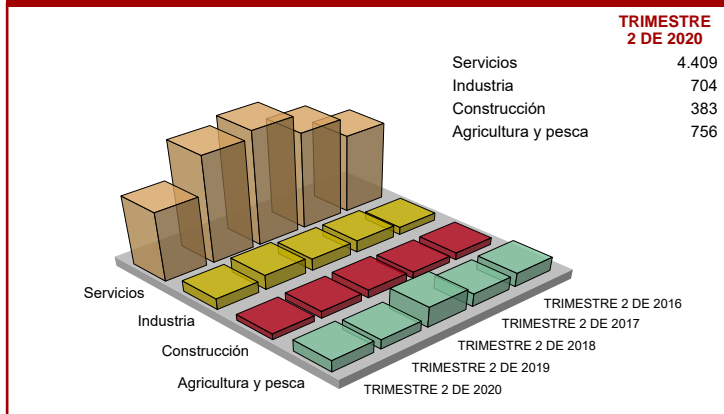 TRIMESTRE
2 DE 2020
Servicios 4.409
Industria 704
Construcción 383
Agricultura y pesca 756
Servicios
Industria
Construcción
Agricultura y pesca
TRIMESTRE 2 DE 2016
TRIMESTRE 2 DE 2017
TRIMESTRE 2 DE 2018
TRIMESTRE 2 DE 2019
TRIMESTRE 2 DE 2020